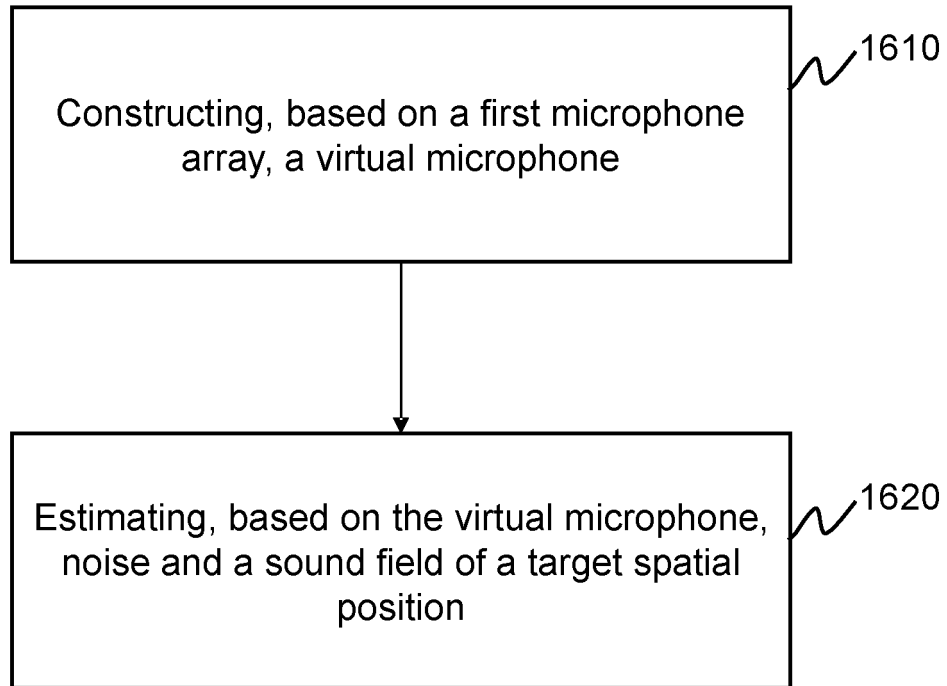 1610
Constructing, based on a first microphone
array, a virtual microphone
1620
Estimating, based on the virtual microphone,
noise and a sound field of a target spatial
position